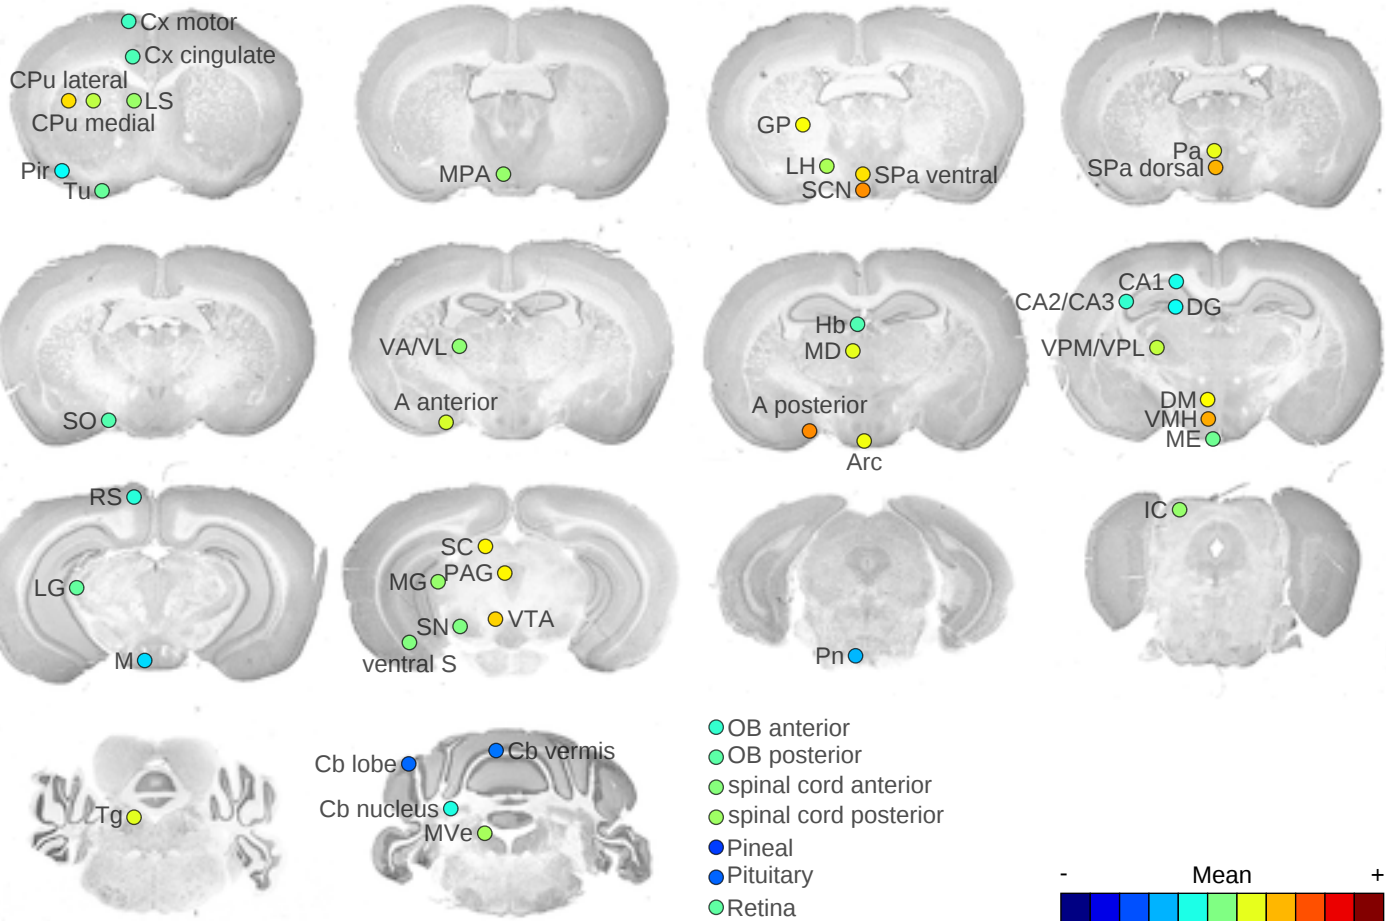 Cx motor
Cx cingulate
CPu lateral
LS
CPu medial
Pir
Tu
MPA
GP
LH
SPa ventral
SCN
Pa
SPa dorsal
SO
VA/VL
A anterior
Hb
MD
A posterior
Arc
CA1
CA2/CA3
DG
VPM/VPL
DM
VMH
ME
RS
LG
M
SC
PAG
MG
VTA
SN
ventral S
Pn
IC
Tg
Cb lobe
Cb vermis
Cb nucleus
MVe
OB anterior
OB posterior
spinal cord anterior
spinal cord posterior
Pineal
Pituitary
Retina
- Mean +